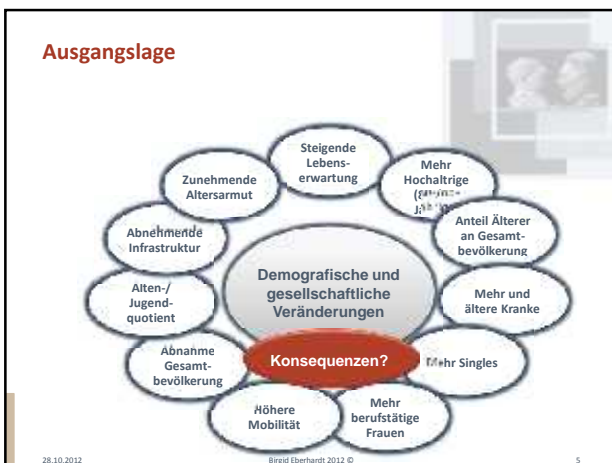 Ausgangslage
Steigende
Lebens-
erwartung
Mehr
Hochaltrige
Anteil Älterer
an Gesamt-
bevölkerung
Mehr und
ältere Kranke
Mehr Singles
Mehr
berufstätige
Frauen
Höhere
Mobilität
Abnahme
Gesamt-
bevölkerung
Alten-/
Jugend-
quotient
Abnehmende
Infrastruktur
Zunehmende
Altersarmut
Demografische und
gesellschaftliche
Veränderungen
Konsequenzen?
28.10.2012
Birgid Eberhardt 2012 ©
5